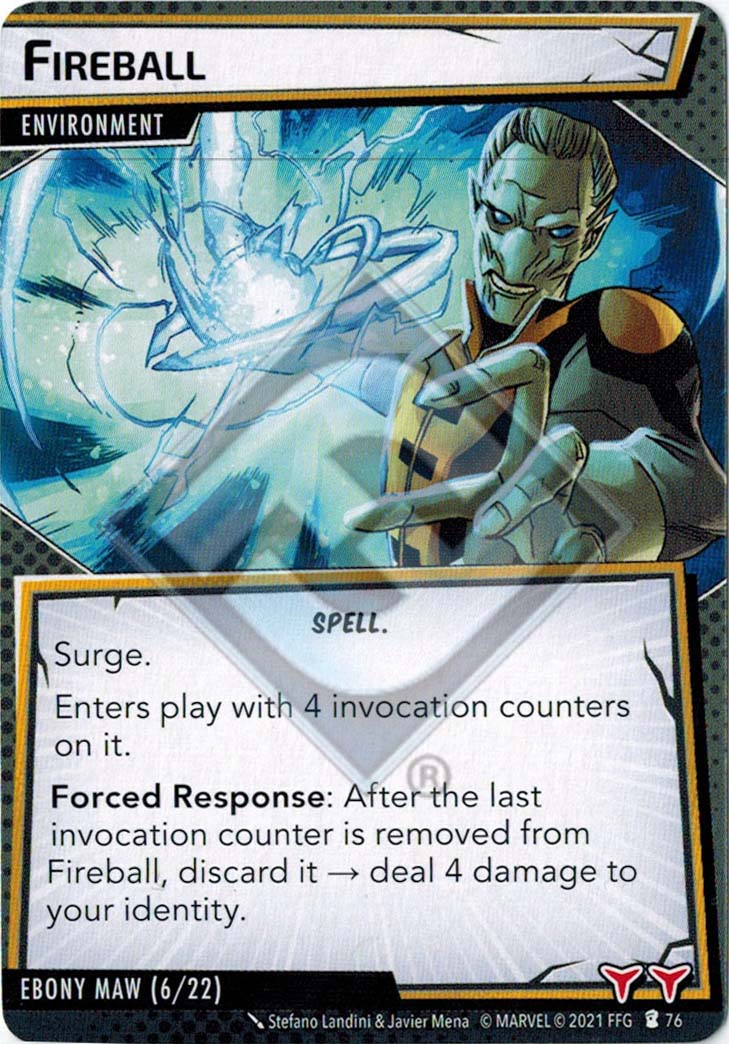 FIREBALL
ENVIRONMENT
SPELL.
Surge.
Enters play with 4 invocation counters
on it.
Forced Response: After the last
invocation counter is removed from
Fireball, discard it → deal 4 damage to
your identity.
EBONY MAW (6/22)
Stefano Landini & Javier Mena © MARVEL © 2021 FFG 76
®